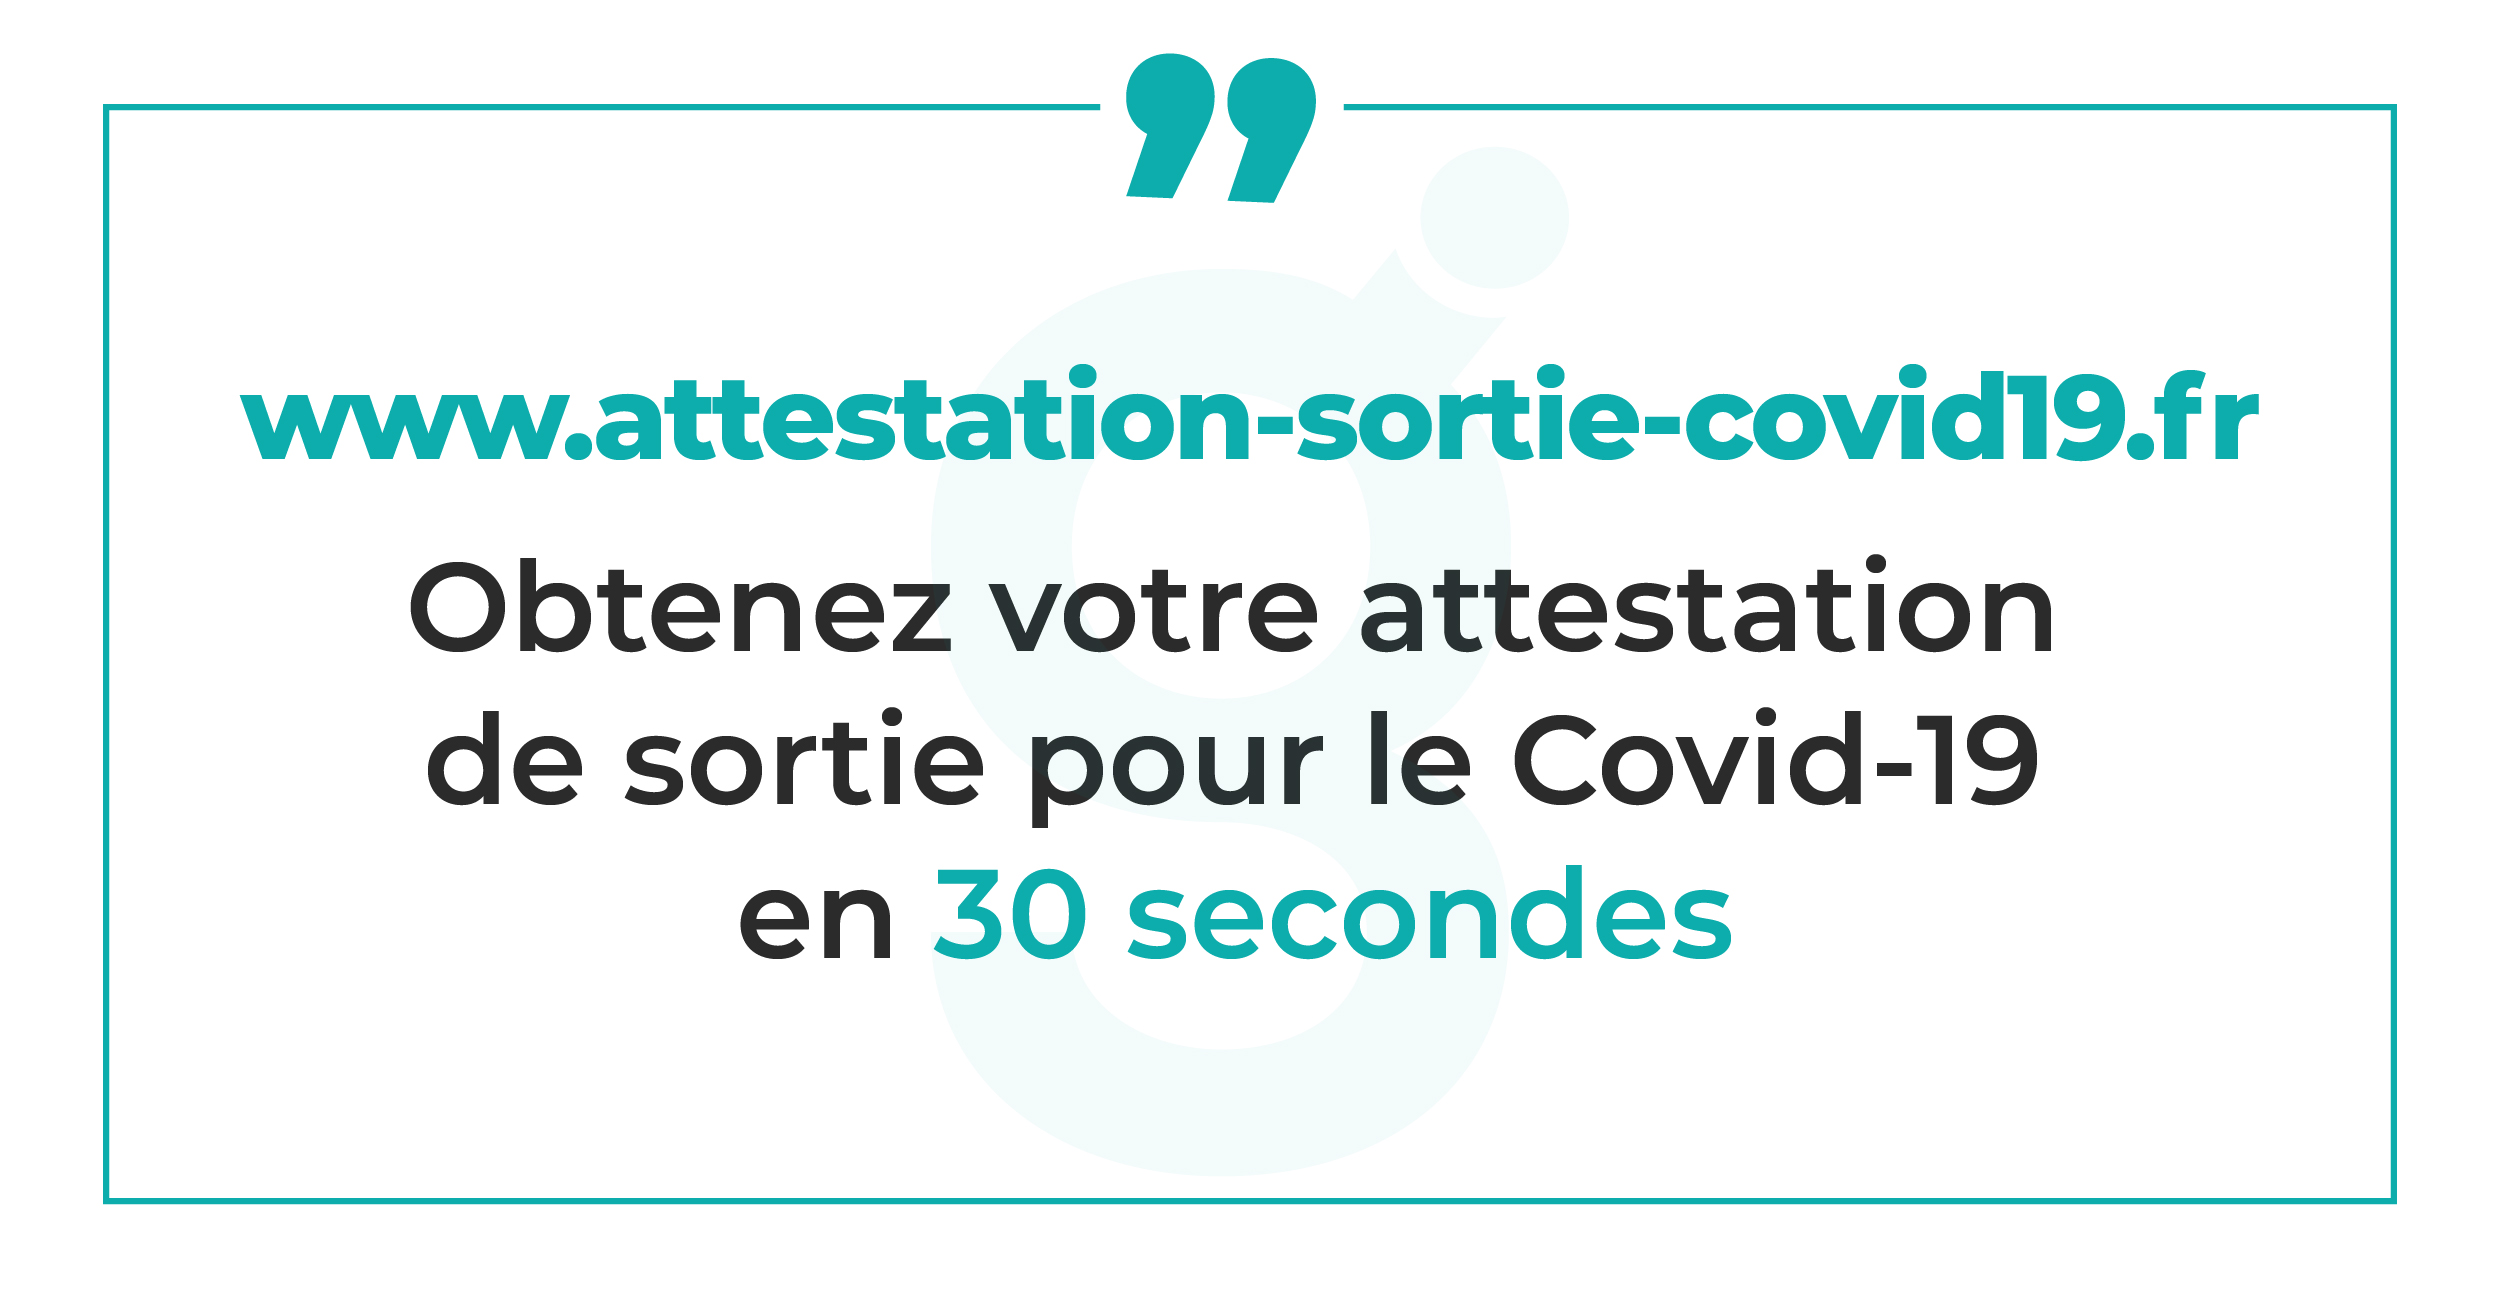 ”
www.attestation-sortie-covid19.fr
Obtenez votre attestation
de sortie pour le Covid-19
en 30 secondes